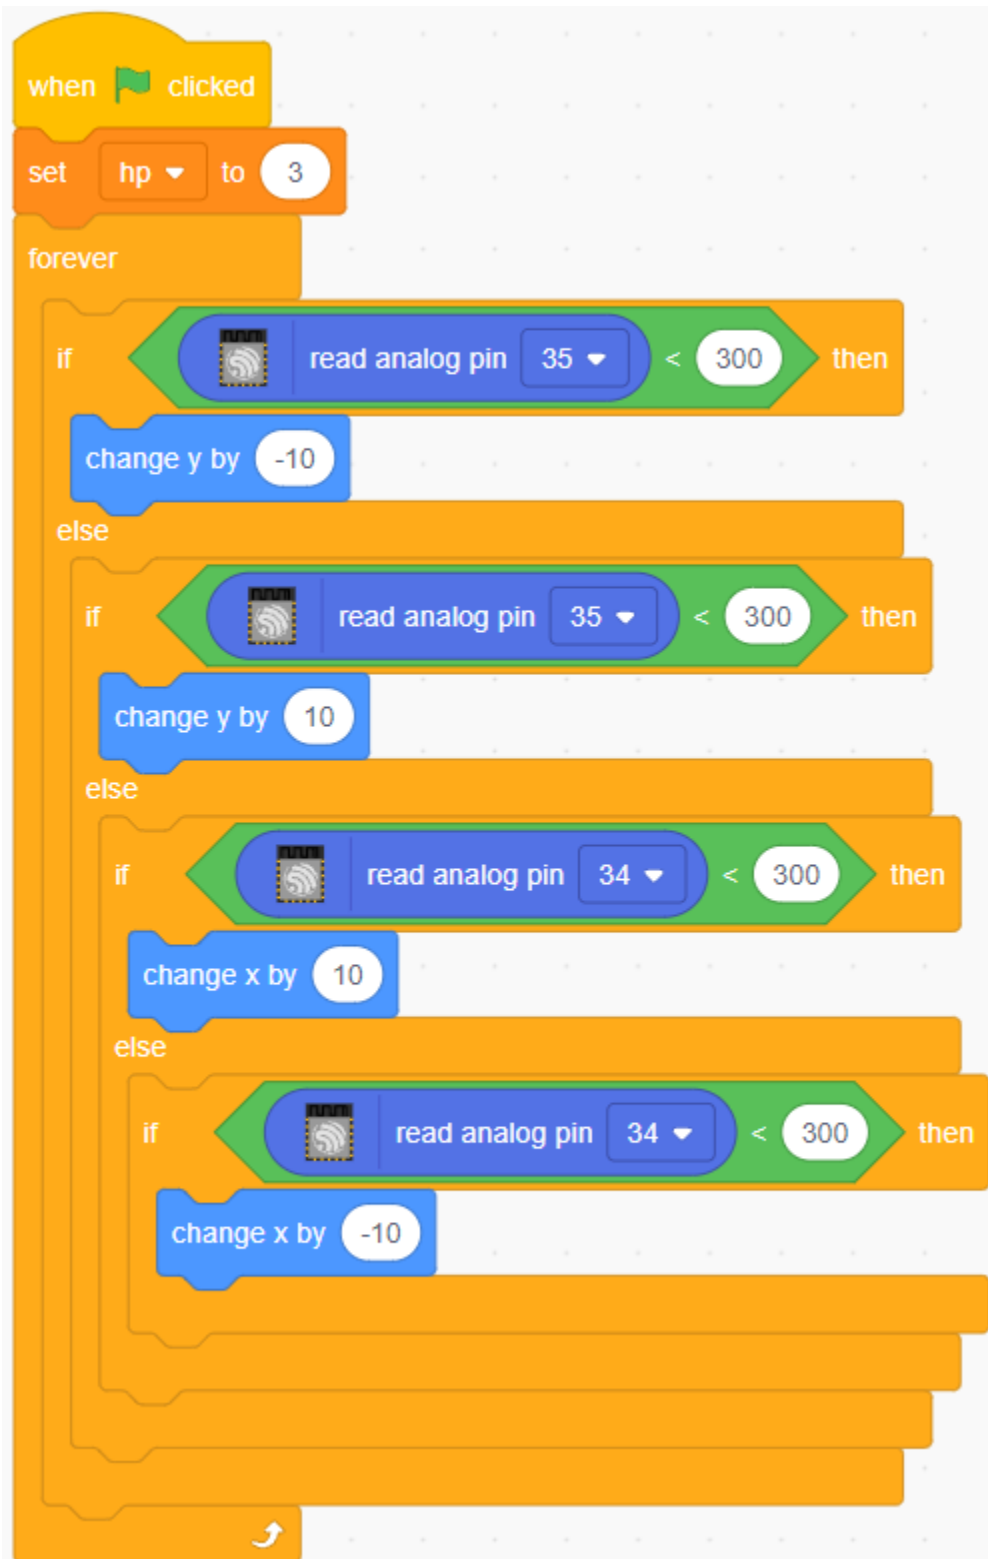 when clicked
set hp to 3
forever
if read analog pin 35 < 300 then
change y by -10
else
if read analog pin 35 < 300 then
change y by 10
else
if read analog pin 34 < 300 then
change x by 10
else
if read analog pin 34 < 300 then
change x by -10